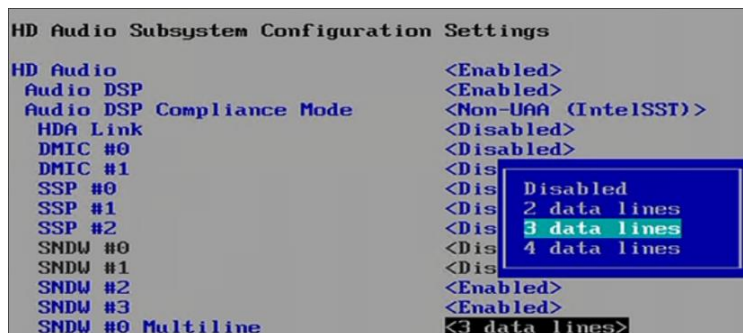 HD Audio Subsystem Configuration Settings
HD Audio <Enabled>
Audio DSP <Enabled>
Audio DSP Compliance Mode <Non-UAA (IntelSST)>
HDA Link <Disabled>
DMIC #0 <Disabled>
DMIC #1 <Dis
SSP #0 <Dis Disabled
SSP #1 <Dis 2 data lines
SSP #2 <Dis 3 data lines
SNDW #0 <Dis 4 data lines
SNDW #1 <Dis
SNDW #2 <Enabled>
SNDW #3 <Enabled>
SNDW #0 Multiline <3 data lines>